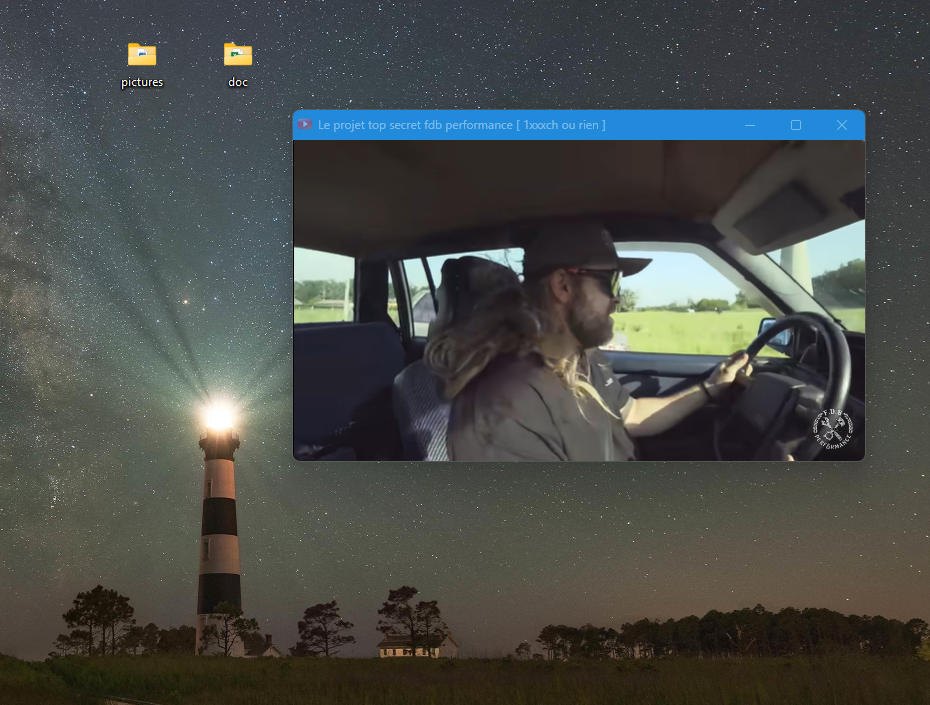 pictures
doc
Le projet top secret fdb performance [ 1xxxch ou rien ]
F.D.B
PERFORMANCE